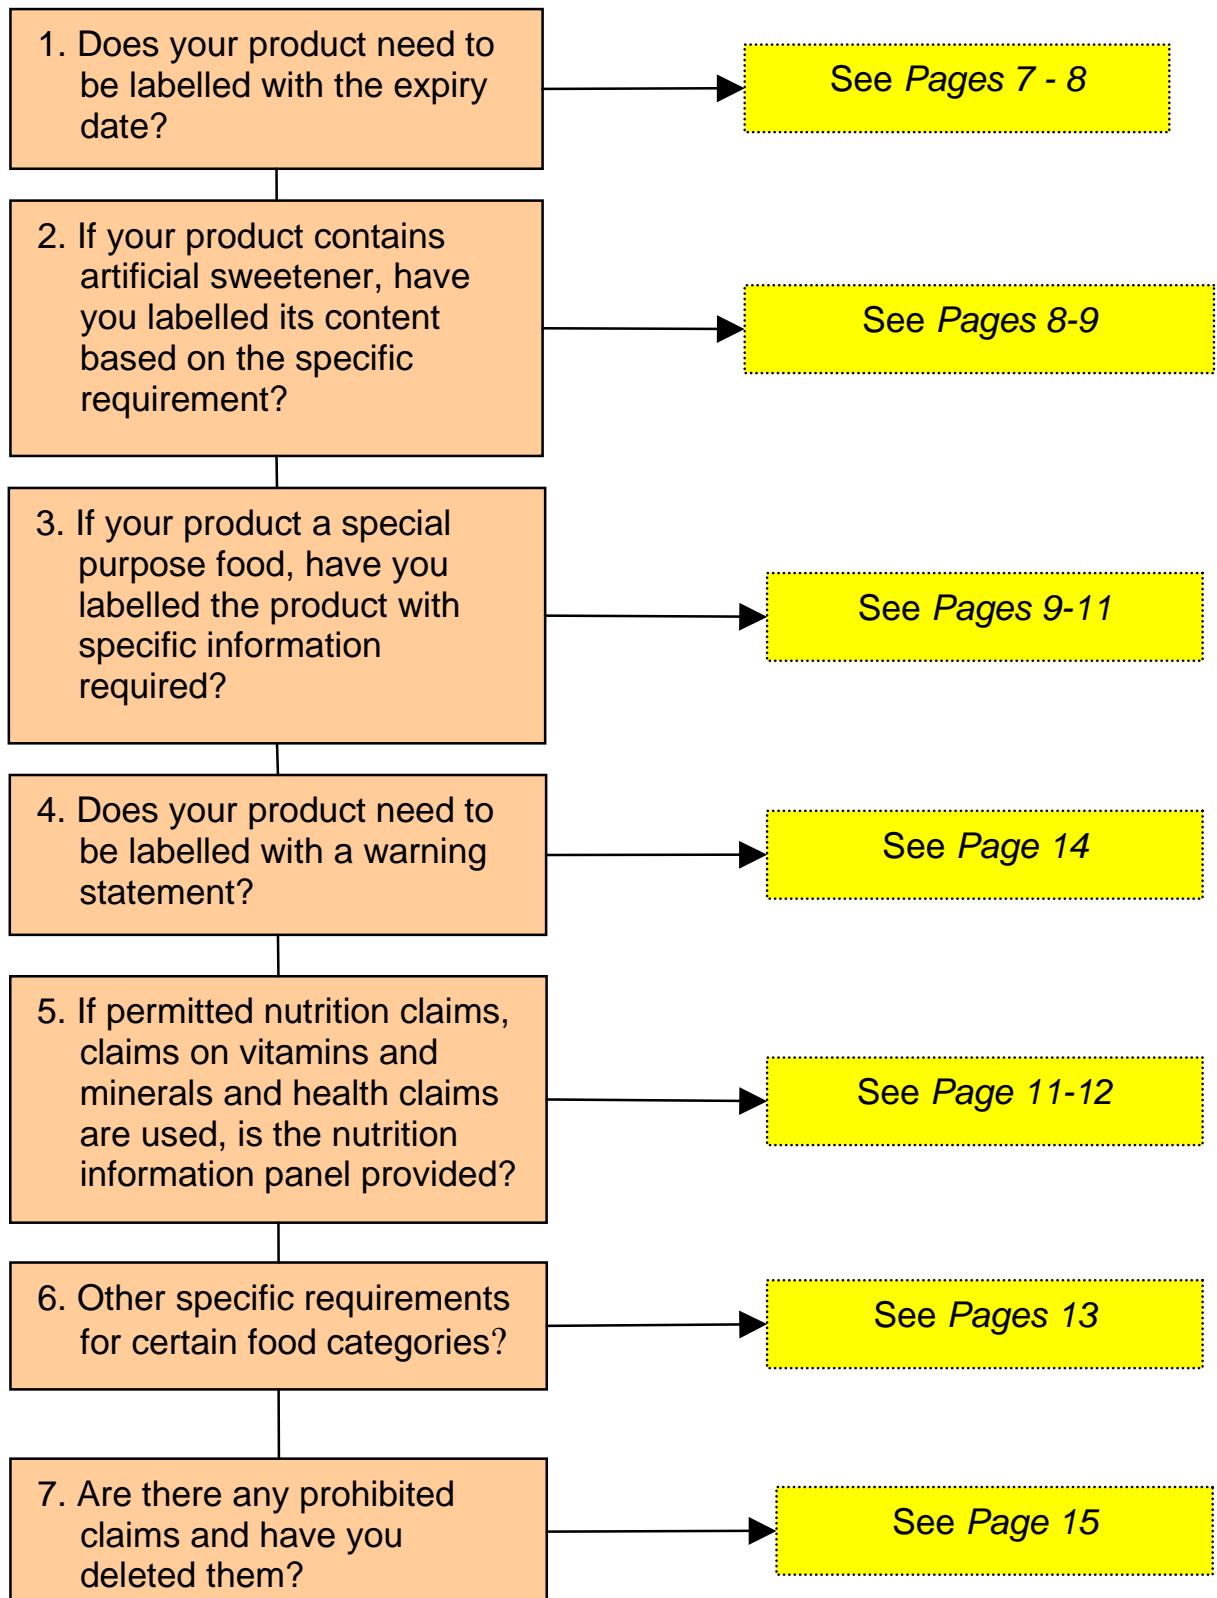 1. Does your product need to
be labelled with the expiry
date?
See Pages 7 - 8
2. If your product contains
artificial sweetener, have
you labelled its content
based on the specific
requirement?
See Pages 8-9
3. If your product a special
purpose food, have you
labelled the product with
specific information
required?
See Pages 9-11
4. Does your product need to
be labelled with a warning
statement?
See Page 14
5. If permitted nutrition claims,
claims on vitamins and
minerals and health claims
are used, is the nutrition
information panel provided?
See Page 11-12
6. Other specific requirements
for certain food categories?
See Pages 13
7. Are there any prohibited
claims and have you
deleted them?
See Page 15